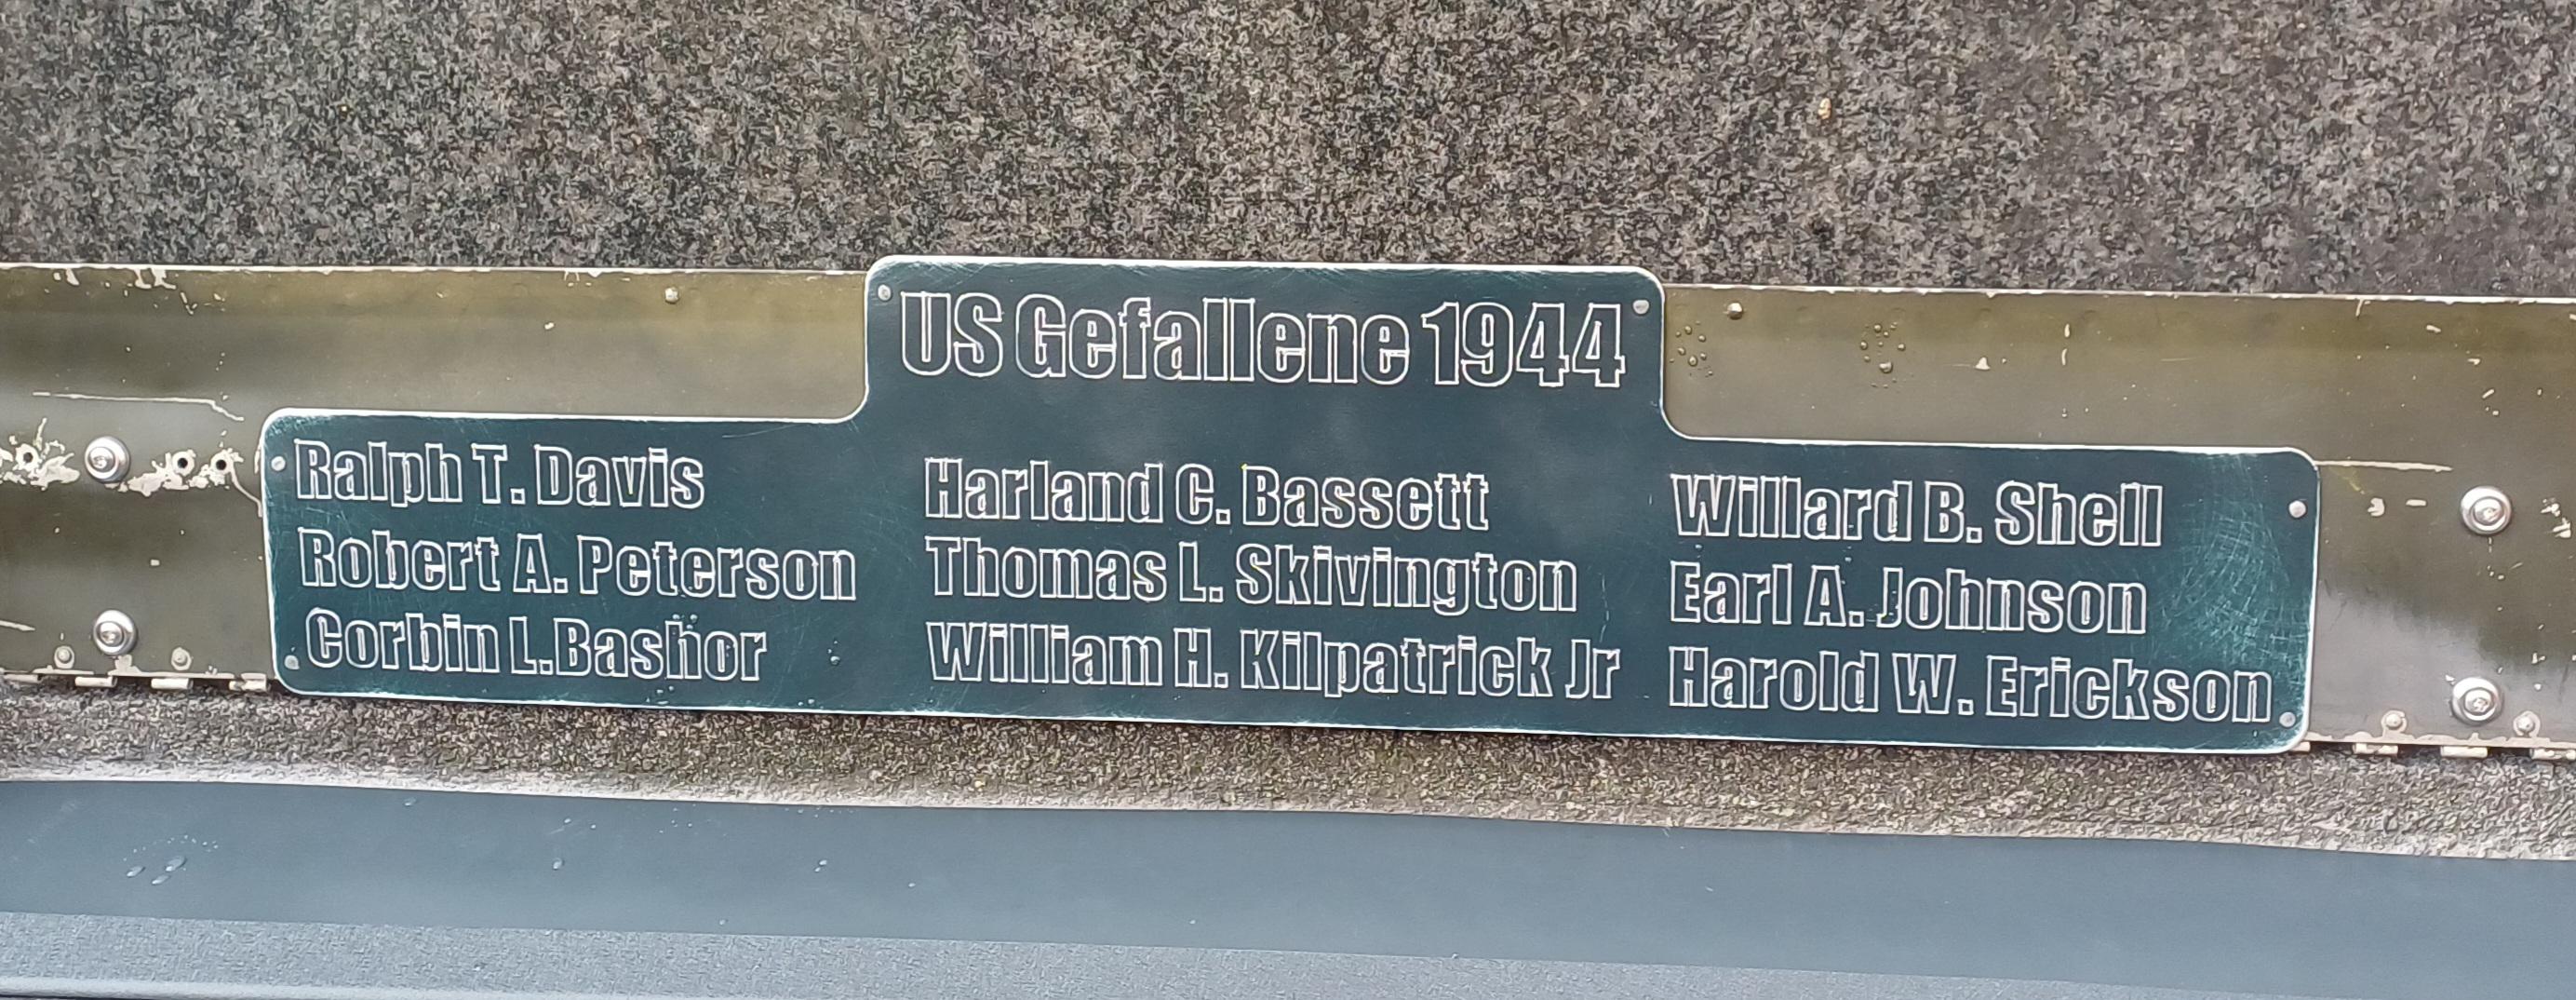 US Gefallene 1944
Ralph T. Davis
Robert A. Peterson
Corbin L.Bashor
Harland C. Bassett
Thomas L. Skivington
William H. Kilpatrick Jr
Willard B. Shell
Earl A. Johnson
Harold W. Erickson